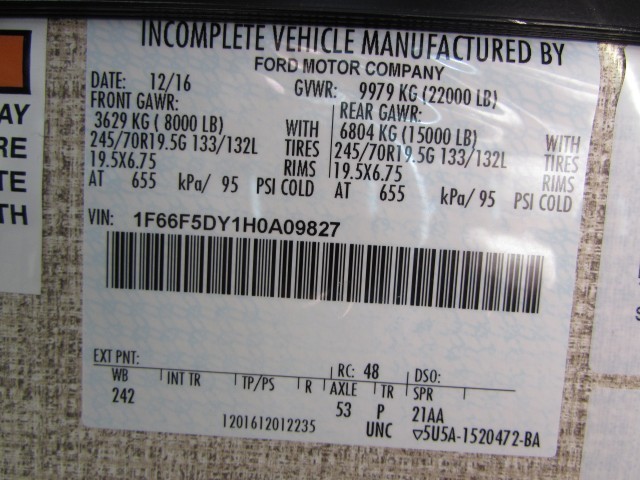 INCOMPLETE VEHICLE MANUFACTURED BY
FORD MOTOR COMPANY
DATE: 12/16 GVWR: 9979 KG (22000 LB)
FRONT GAWR: REAR GAWR:
3629 KG ( 8000 LB) WITH 6804 KG (15000 LB) WITH
245/70R19.5G 133/132L TIRES 245/70R19.5G 133/132L TIRES
19.5X6.75 RIMS 19.5X6.75 RIMS
AT 655 kPa/ 95 PSI COLD AT 655 kPa/ 95 PSI COLD
VIN: 1F66F5DY1H0A09827
EXT PNT: RC: 48 DSO:
WB INT TR TP/PS R AXLE TR SPR
242 53 P 21AA
1201612012235 UNC ▽5U5A-1520472-BA
AY
RE
TE
TH